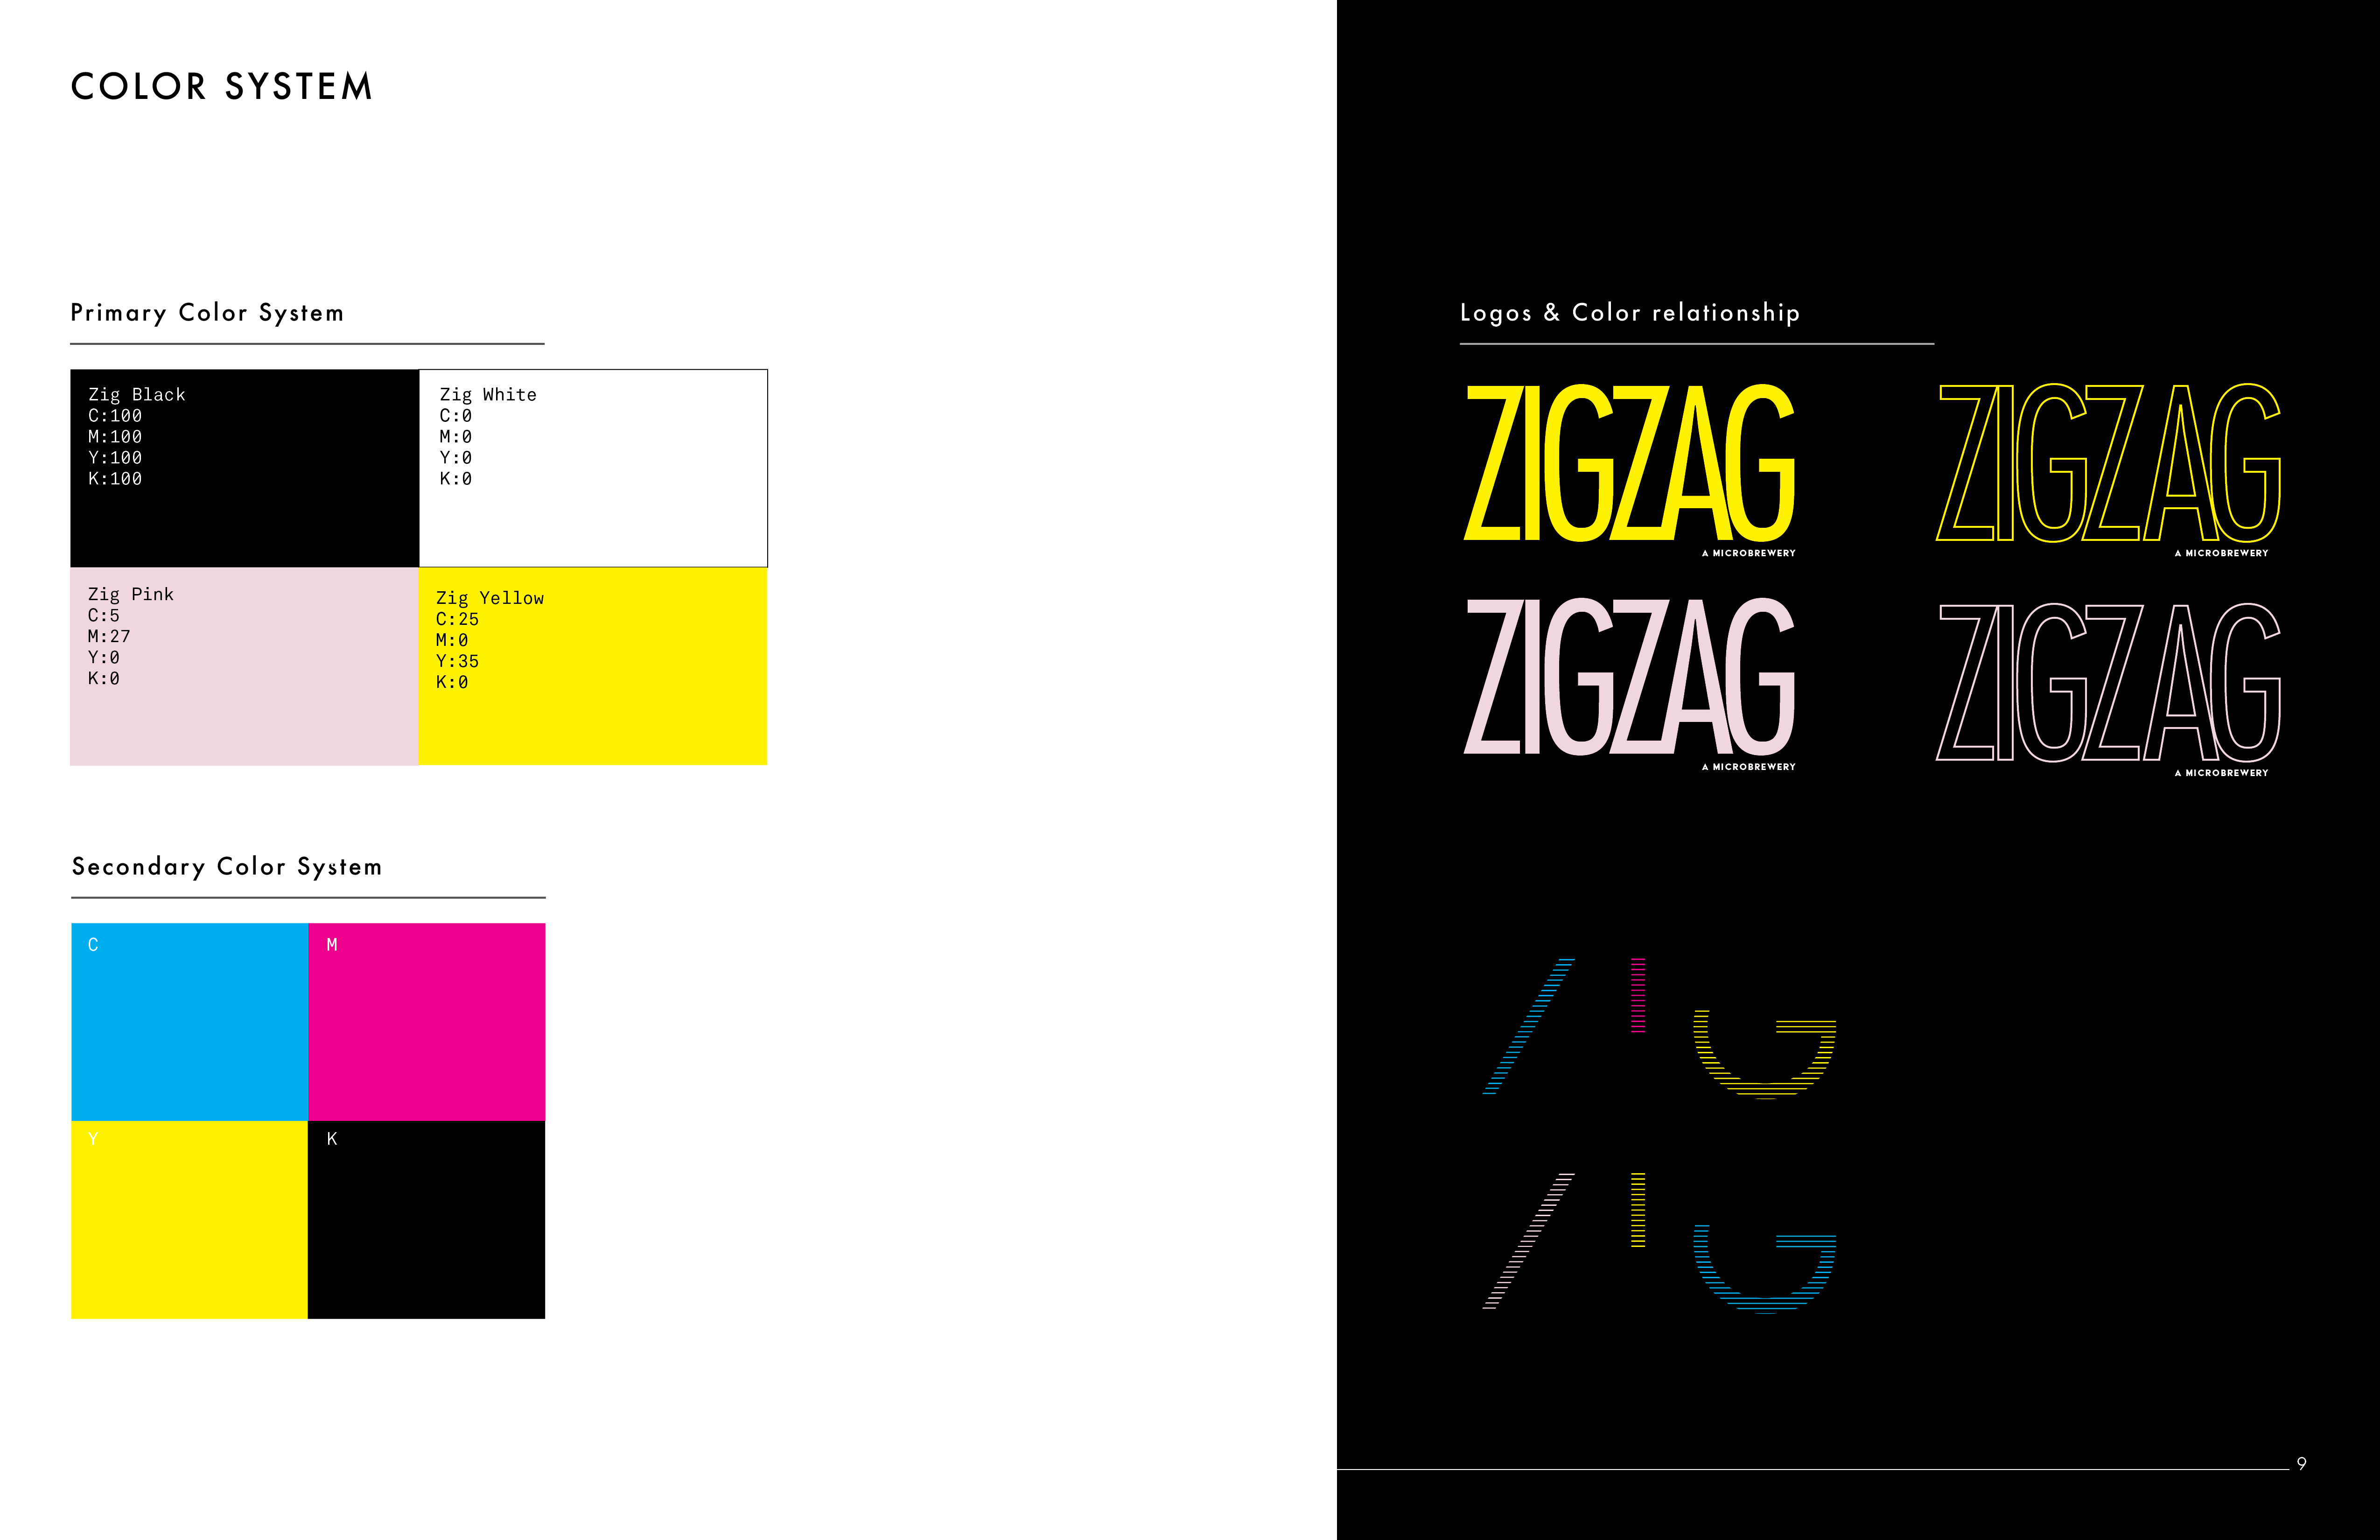 COLOR SYSTEM
Primary Color System
Zig Black
C:100
M:100
Y:100
K:100
Zig White
C:0
M:0
Y:0
K:0
Zig Pink
C:5
M:27
Y:0
K:0
Zig Yellow
C:25
M:0
Y:35
K:0
Secondary Color System
C
M
Y
K
Logos & Color relationship
ZIGZAG
A MICROBREWERY
ZIGZAG
A MICROBREWERY
ZIGZAG
A MICROBREWERY
ZIGZAG
A MICROBREWERY
9